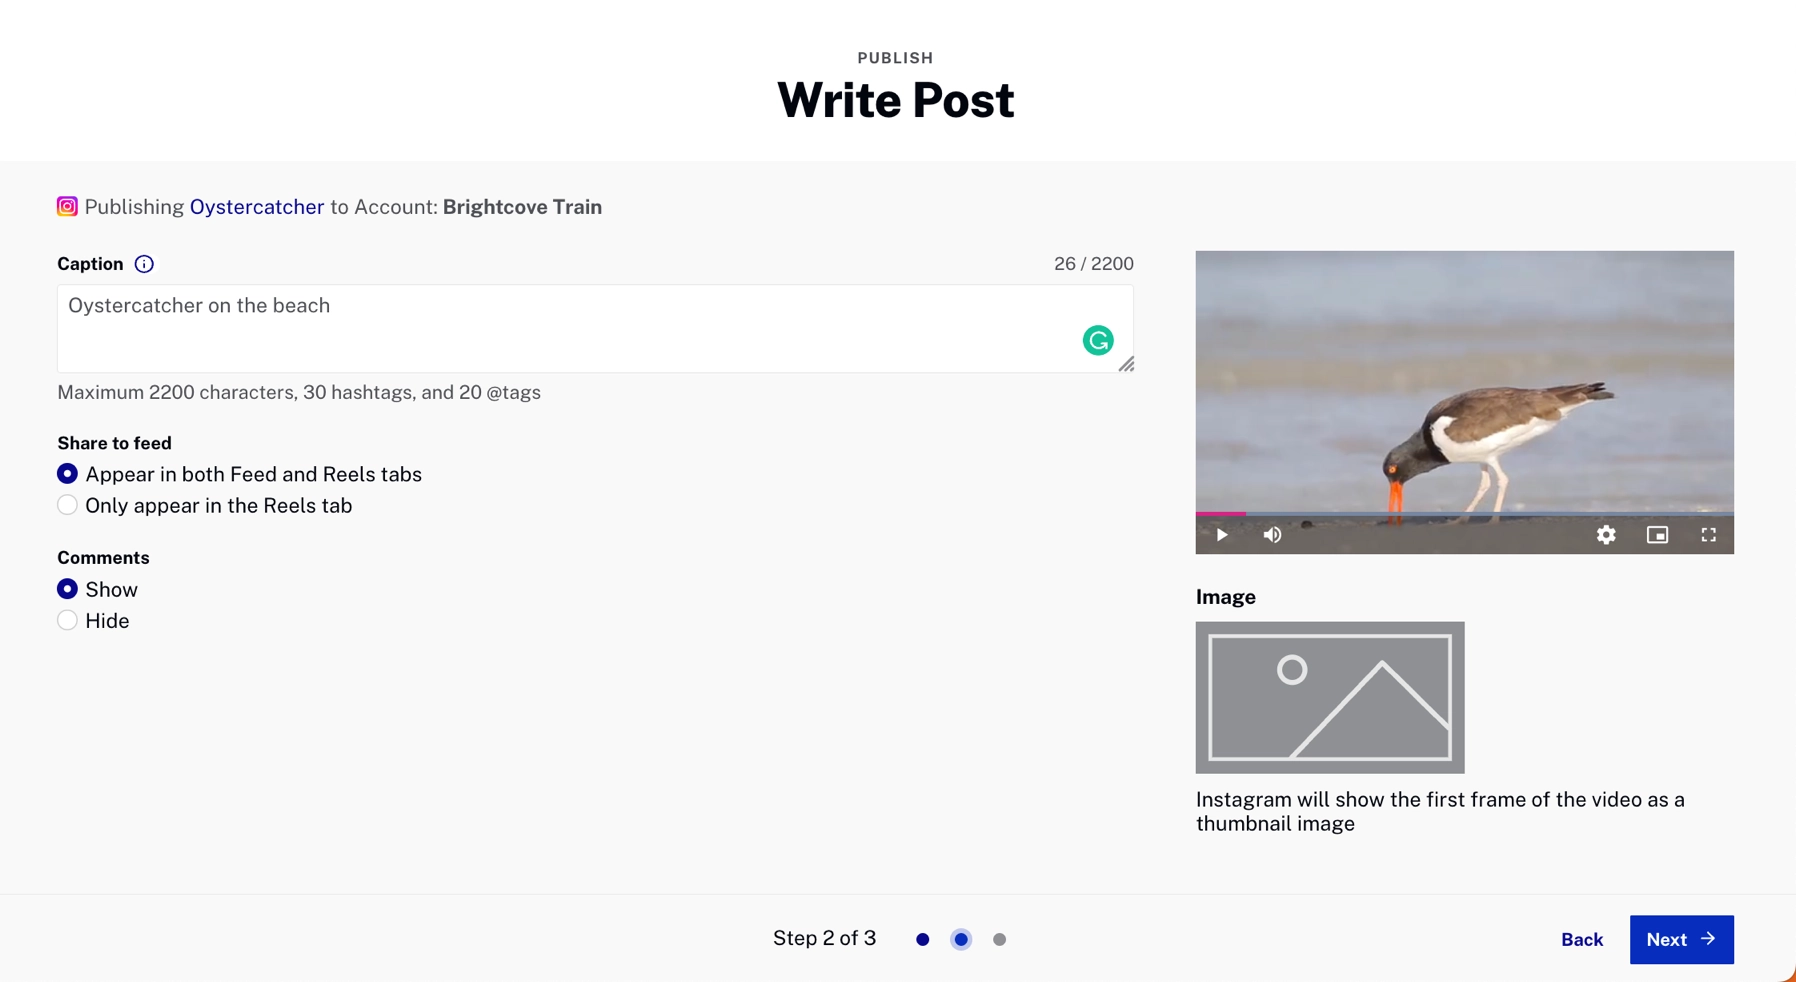 PUBLISH
Write Post
Publishing Oystercatcher to Account: Brightcove Train
Caption 26 / 2200
Oystercatcher on the beach
Maximum 2200 characters, 30 hashtags, and 20 @tags
Share to feed
Appear in both Feed and Reels tabs
Only appear in the Reels tab
Comments
Show
Hide
Image
Instagram will show the first frame of the video as a
thumbnail image
Step 2 of 3
Back
Next